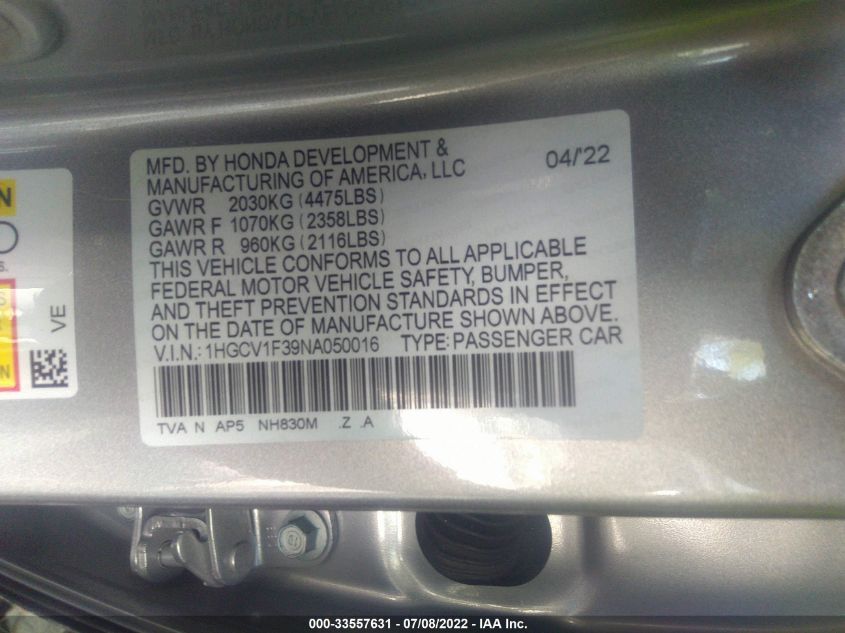 MFD. BY HONDA DEVELOPMENT &
MANUFACTURING OF AMERICA, LLC
04/'22
GVWR 2030KG (4475LBS)
GAWR F 1070KG (2358LBS)
GAWR R 960KG (2116LBS)
THIS VEHICLE CONFORMS TO ALL APPLICABLE
FEDERAL MOTOR VEHICLE SAFETY, BUMPER,
AND THEFT PREVENTION STANDARDS IN EFFECT
ON THE DATE OF MANUFACTURE SHOWN ABOVE.
V.I.N.: 1HGCV1F39NA050016 TYPE: PASSENGER CAR
TVA N AP5 NH830M .Z .A
VE
000-33557631 - 07/08/2022 - IAA Inc.